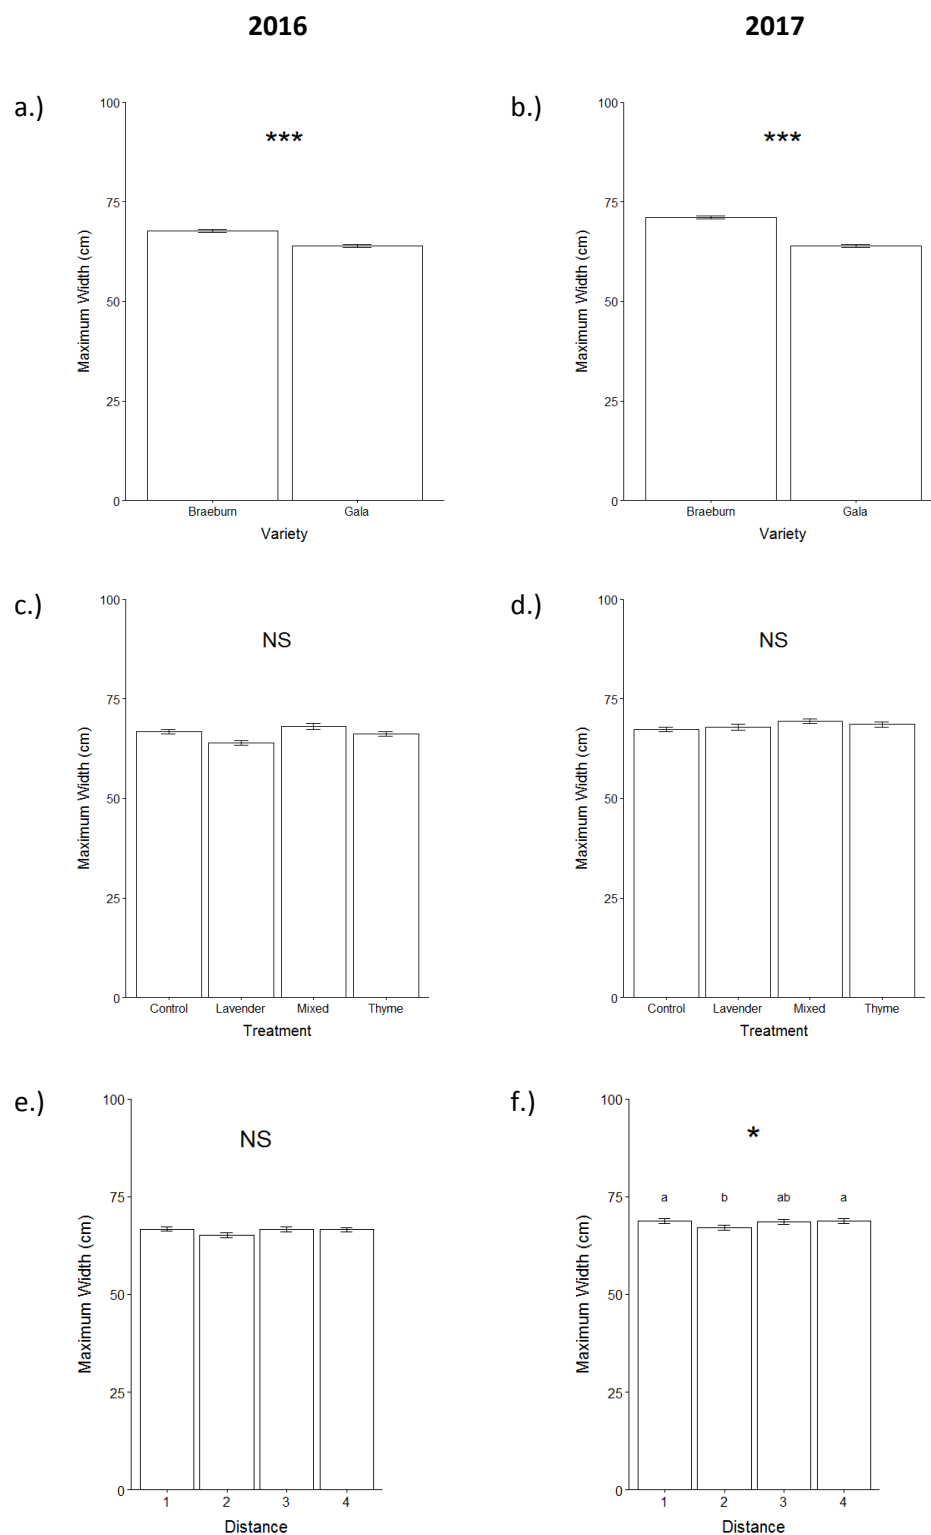 2016 2017
a.) b.)
100 100
*** ***
75 75
Maximum Width (cm) Maximum Width (cm)
50 50
25 25
0 0
Braeburn Gala Braeburn Gala
Variety Variety
c.) d.)
100 100
NS NS
75 75
Maximum Width (cm) Maximum Width (cm)
50 50
25 25
0 0
Control Lavender Mixed Thyme Control Lavender Mixed Thyme
Treatment Treatment
e.) f.)
100 100
NS *
75 75 a b ab a
Maximum Width (cm) Maximum Width (cm)
50 50
25 25
0 0
1 2 3 4 1 2 3 4
Distance Distance